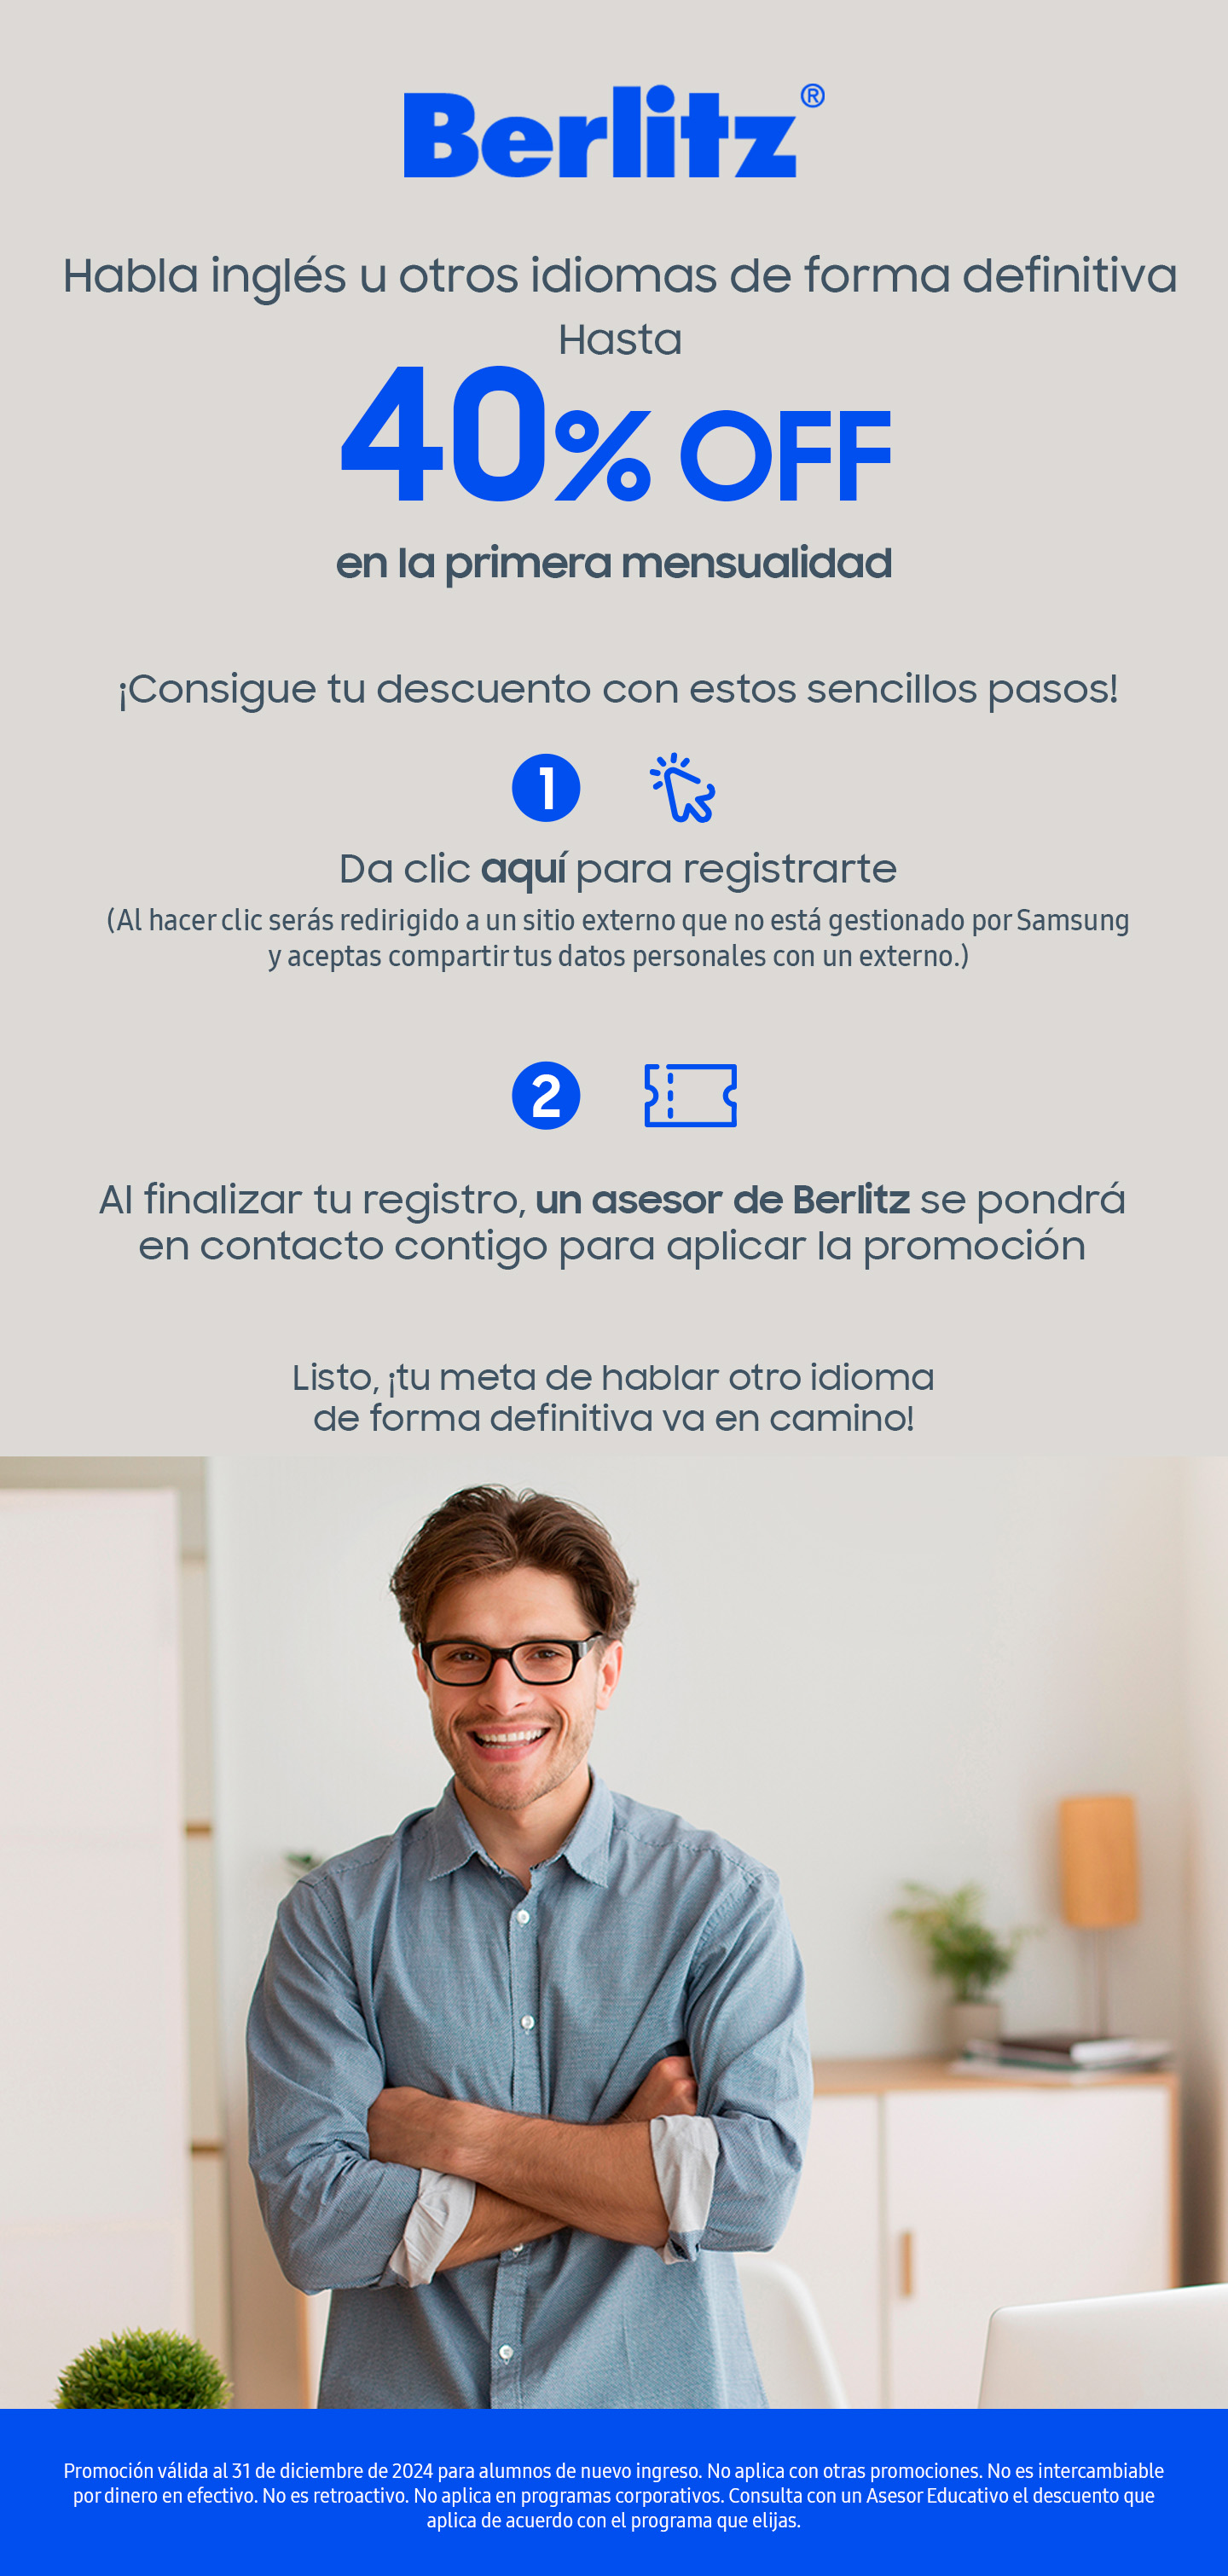 Berlitz®
Habla inglés u otros idiomas de forma definitiva
Hasta
40% OFF
en la primera mensualidad
¡Consigue tu descuento con estos sencillos pasos!
1
Da clic aquí para registrarte
(Al hacer clic serás redirigido a un sitio externo que no está gestionado por Samsung
y aceptas compartir tus datos personales con un externo.)
2
Al finalizar tu registro, un asesor de Berlitz se pondrá
en contacto contigo para aplicar la promoción
Listo, ¡tu meta de hablar otro idioma
de forma definitiva va en camino!
Promoción válida al 31 de diciembre de 2024 para alumnos de nuevo ingreso. No aplica con otras promociones. No es intercambiable
por dinero en efectivo. No es retroactivo. No aplica en programas corporativos. Consulta con un Asesor Educativo el descuento que
aplica de acuerdo con el programa que elijas.